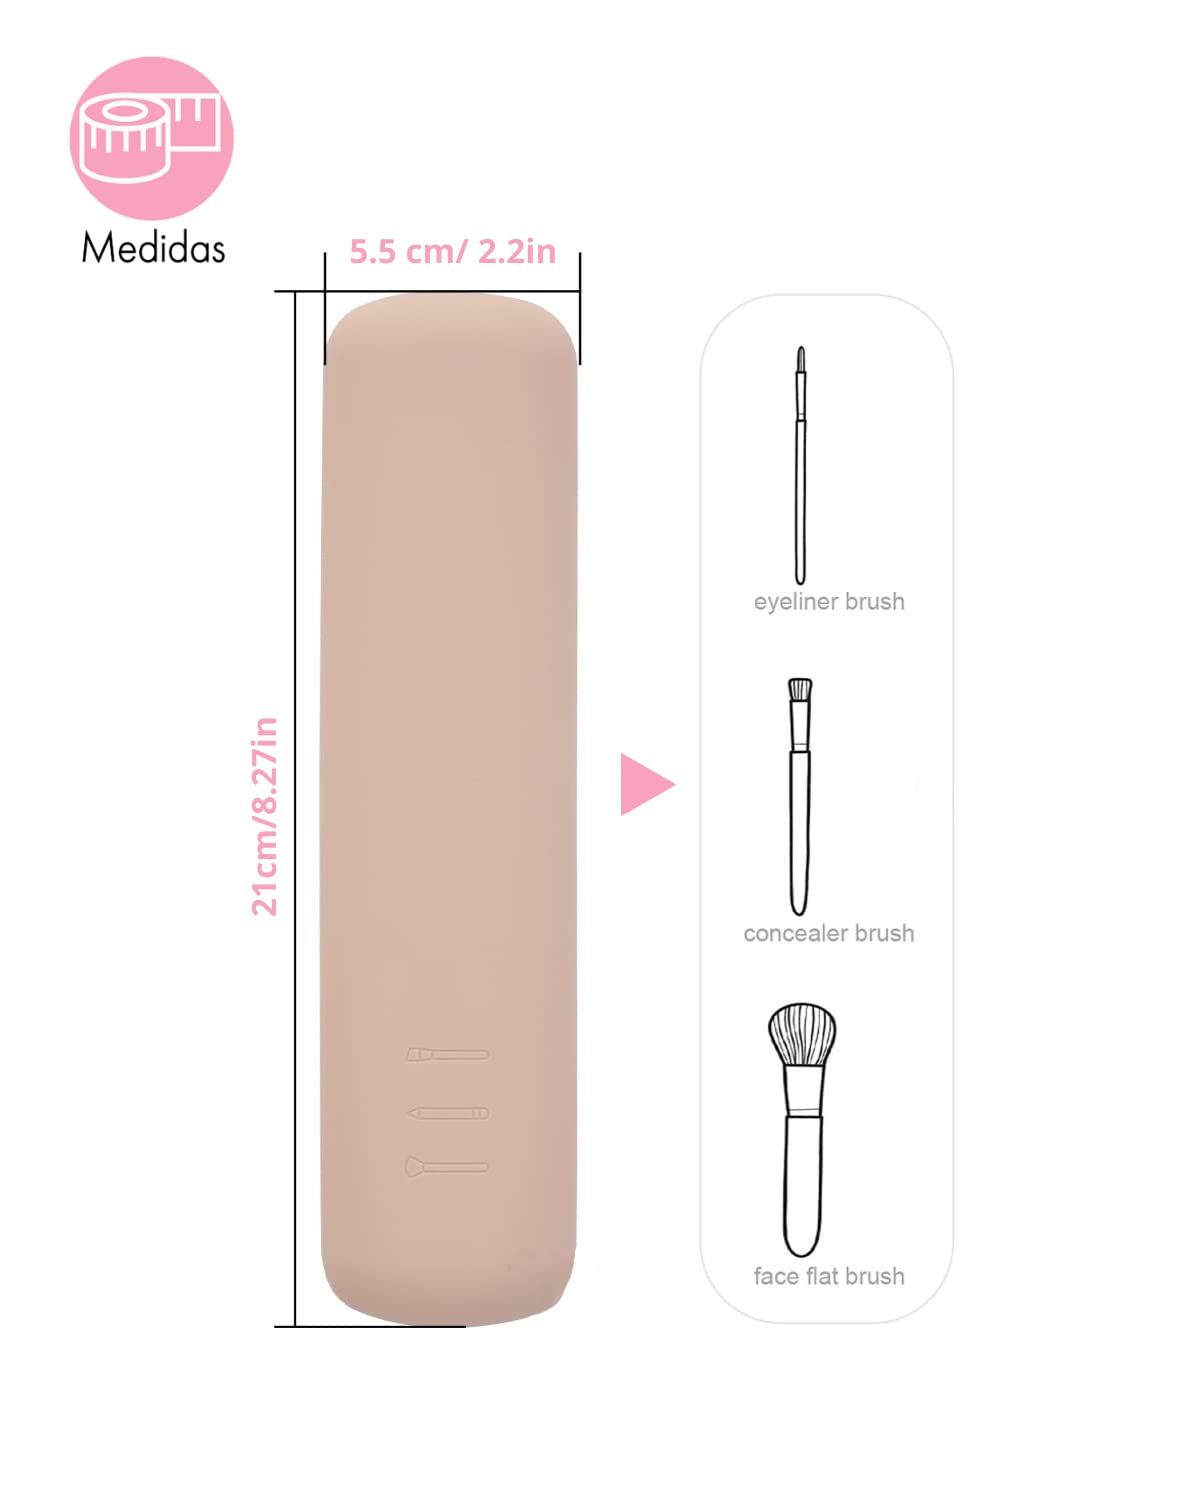 Medidas
5.5 cm/ 2.2in
21cm/8.27in
eyeliner brush
concealer brush
face flat brush